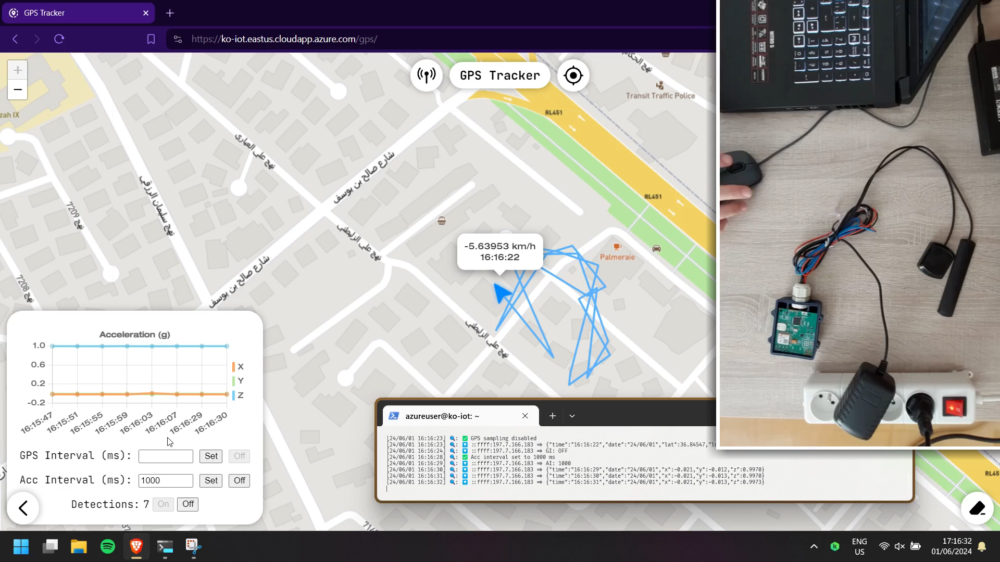 GPS Tracker
https://ko-iot.eastus.cloudapp.azure.com/gps/
GPS Tracker
zah IX
Transit Traffic Police
RL451
RL451
نهج علي العياري
شارع صالح بن يوسف
نهج سليمان الرزقي
7209 نهج
نهج علي الزليطني
Palmeraie
-5.63953 km/h
16:16:22
شارع صالح بن يوسف
7208 نهج
نهج علي الزليطني
Acceleration (g)
1.0
0.6
0.2
-0.2
X
Y
Z
16:15:47
16:15:51
16:15:55
16:15:59
16:16:03
16:16:07
16:16:29
16:16:30
GPS Interval (ms): Set Off
Acc Interval (ms): 1000 Set Off
Detections: 7 On Off
azureuser@ko-iot: ~
[24/06/01 16:16:23] GPS sampling disabled
[24/06/01 16:16:23] ::ffff:197.7.166.183 ⇒ {"time":"16:16:22","date":"24/06/01","lat":36.84547,"l
[24/06/01 16:16:24] ::ffff:197.7.166.183 ⇒ GI: OFF
[24/06/01 16:16:28] Acc interval set to 1000 ms
[24/06/01 16:16:29] ::ffff:197.7.166.183 ⇒ AI: 1000
[24/06/01 16:16:30] ::ffff:197.7.166.183 ⇒ {"time":"16:16:29","date":"24/06/01","x":-0.021,"y":-0.012,"z":0.9970}
[24/06/01 16:16:31] ::ffff:197.7.166.183 ⇒ {"time":"16:16:30","date":"24/06/01","x":-0.021,"y":-0.013,"z":0.9970}
[24/06/01 16:16:32] ::ffff:197.7.166.183 ⇒ {"time":"16:16:31","date":"24/06/01","x":-0.021,"y":-0.013,"z":0.9973}
RL45
NITRO 5
ENG
US
17:16:32
01/06/2024